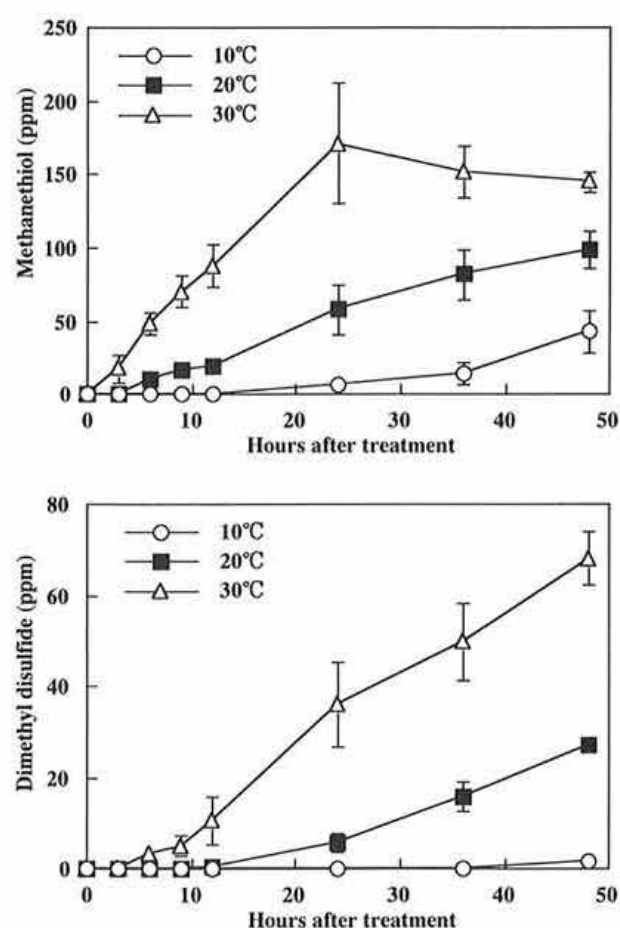 250
200
150
100
50
0
Methanethiol (ppm)
10℃
20℃
30℃
0 10 20 30 40 50
Hours after treatment
80
60
40
20
0
Dimethyl disulfide (ppm)
10℃
20℃
30℃
0 10 20 30 40 50
Hours after treatment